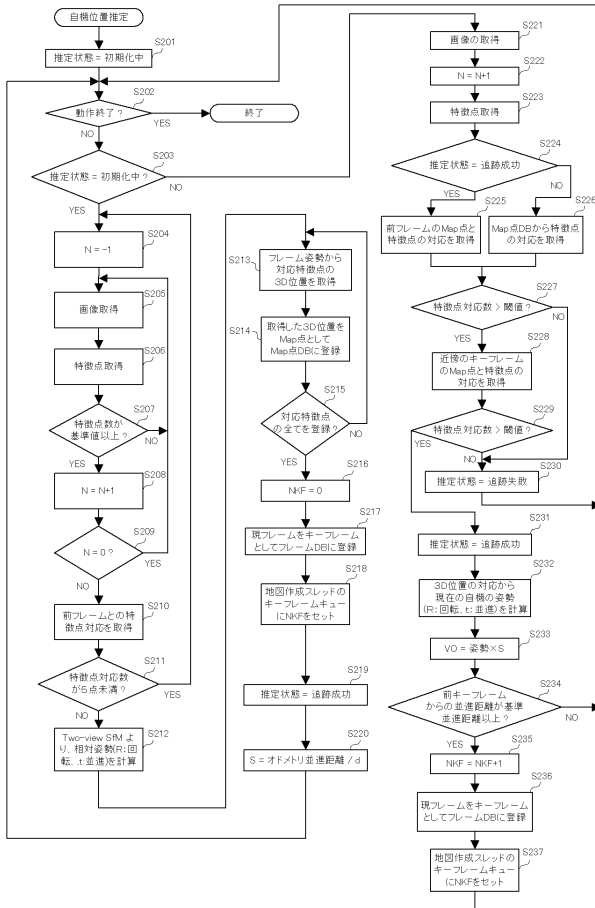 自機位置推定
S201
推定状態 = 初期化中
S202
動作終了？
YES
NO
終了
S203
推定状態 = 初期化中？
NO
YES
S204
N = -1
S205
画像取得
S206
特徴点取得
S207
特徴点数が
基準値以上？
NO
YES
S208
N = N+1
S209
N = 0 ?
YES
NO
S210
前フレームとの特
徴点対応を取得
S211
特徴点対応数
が5点未満？
YES
NO
S212
Two-view SfM よ
り、相対姿勢(R: 回
転、,t: 並進)を計算
S213
フレーム姿勢から
対応特徴点の
3D位置を取得
S214
取得した3D位置を
Map点として
Map点DBに登録
S215
対応特徴点
の全てを登録？
NO
YES
S216
NKF = 0
S217
現フレームをキーフレーム
としてフレームDBに登録
S218
地図作成スレッドの
キーフレームキュー
にNKFをセット
S219
推定状態 = 追跡成功
S220
S = オドメトリ並進距離 / d
S221
画像の取得
S222
N = N+1
S223
特徴点取得
S224
推定状態 = 追跡成功
NO
YES
S225
前フレームのMap点と
特徴点の対応を取得
S226
Map点DBから特徴点
の対応を取得
S227
特徴点対応数 > 閾値？
NO
YES
S228
近傍のキーフレーム
のMap点と特徴点の
対応を取得
S229
特徴点対応数 > 閾値？
YES
NO
S230
推定状態 = 追跡失敗
S231
推定状態 = 追跡成功
S232
3D位置の対応から
現在の自機の姿勢
(R: 回転、t: 並進)を計算
S233
VO = 姿勢×S
S234
前キーフレーム
からの並進距離が基準
並進距離以上？
NO
YES
S235
NKF = NKF+1
S236
現フレームをキーフレーム
としてフレームDBに登録
S237
地図作成スレッドの
キーフレームキュー
にNKFをセット